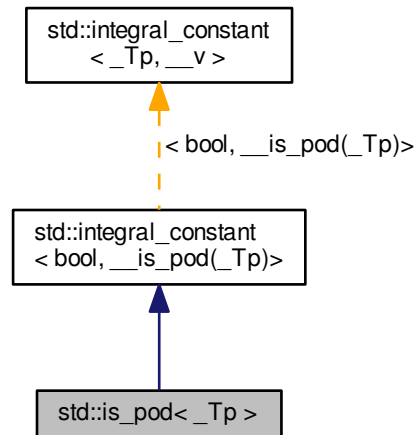 std::integral_constant
< _Tp, __v >
< bool, __is_pod(_Tp)>
std::integral_constant
< bool, __is_pod(_Tp)>
std::is_pod< _Tp >